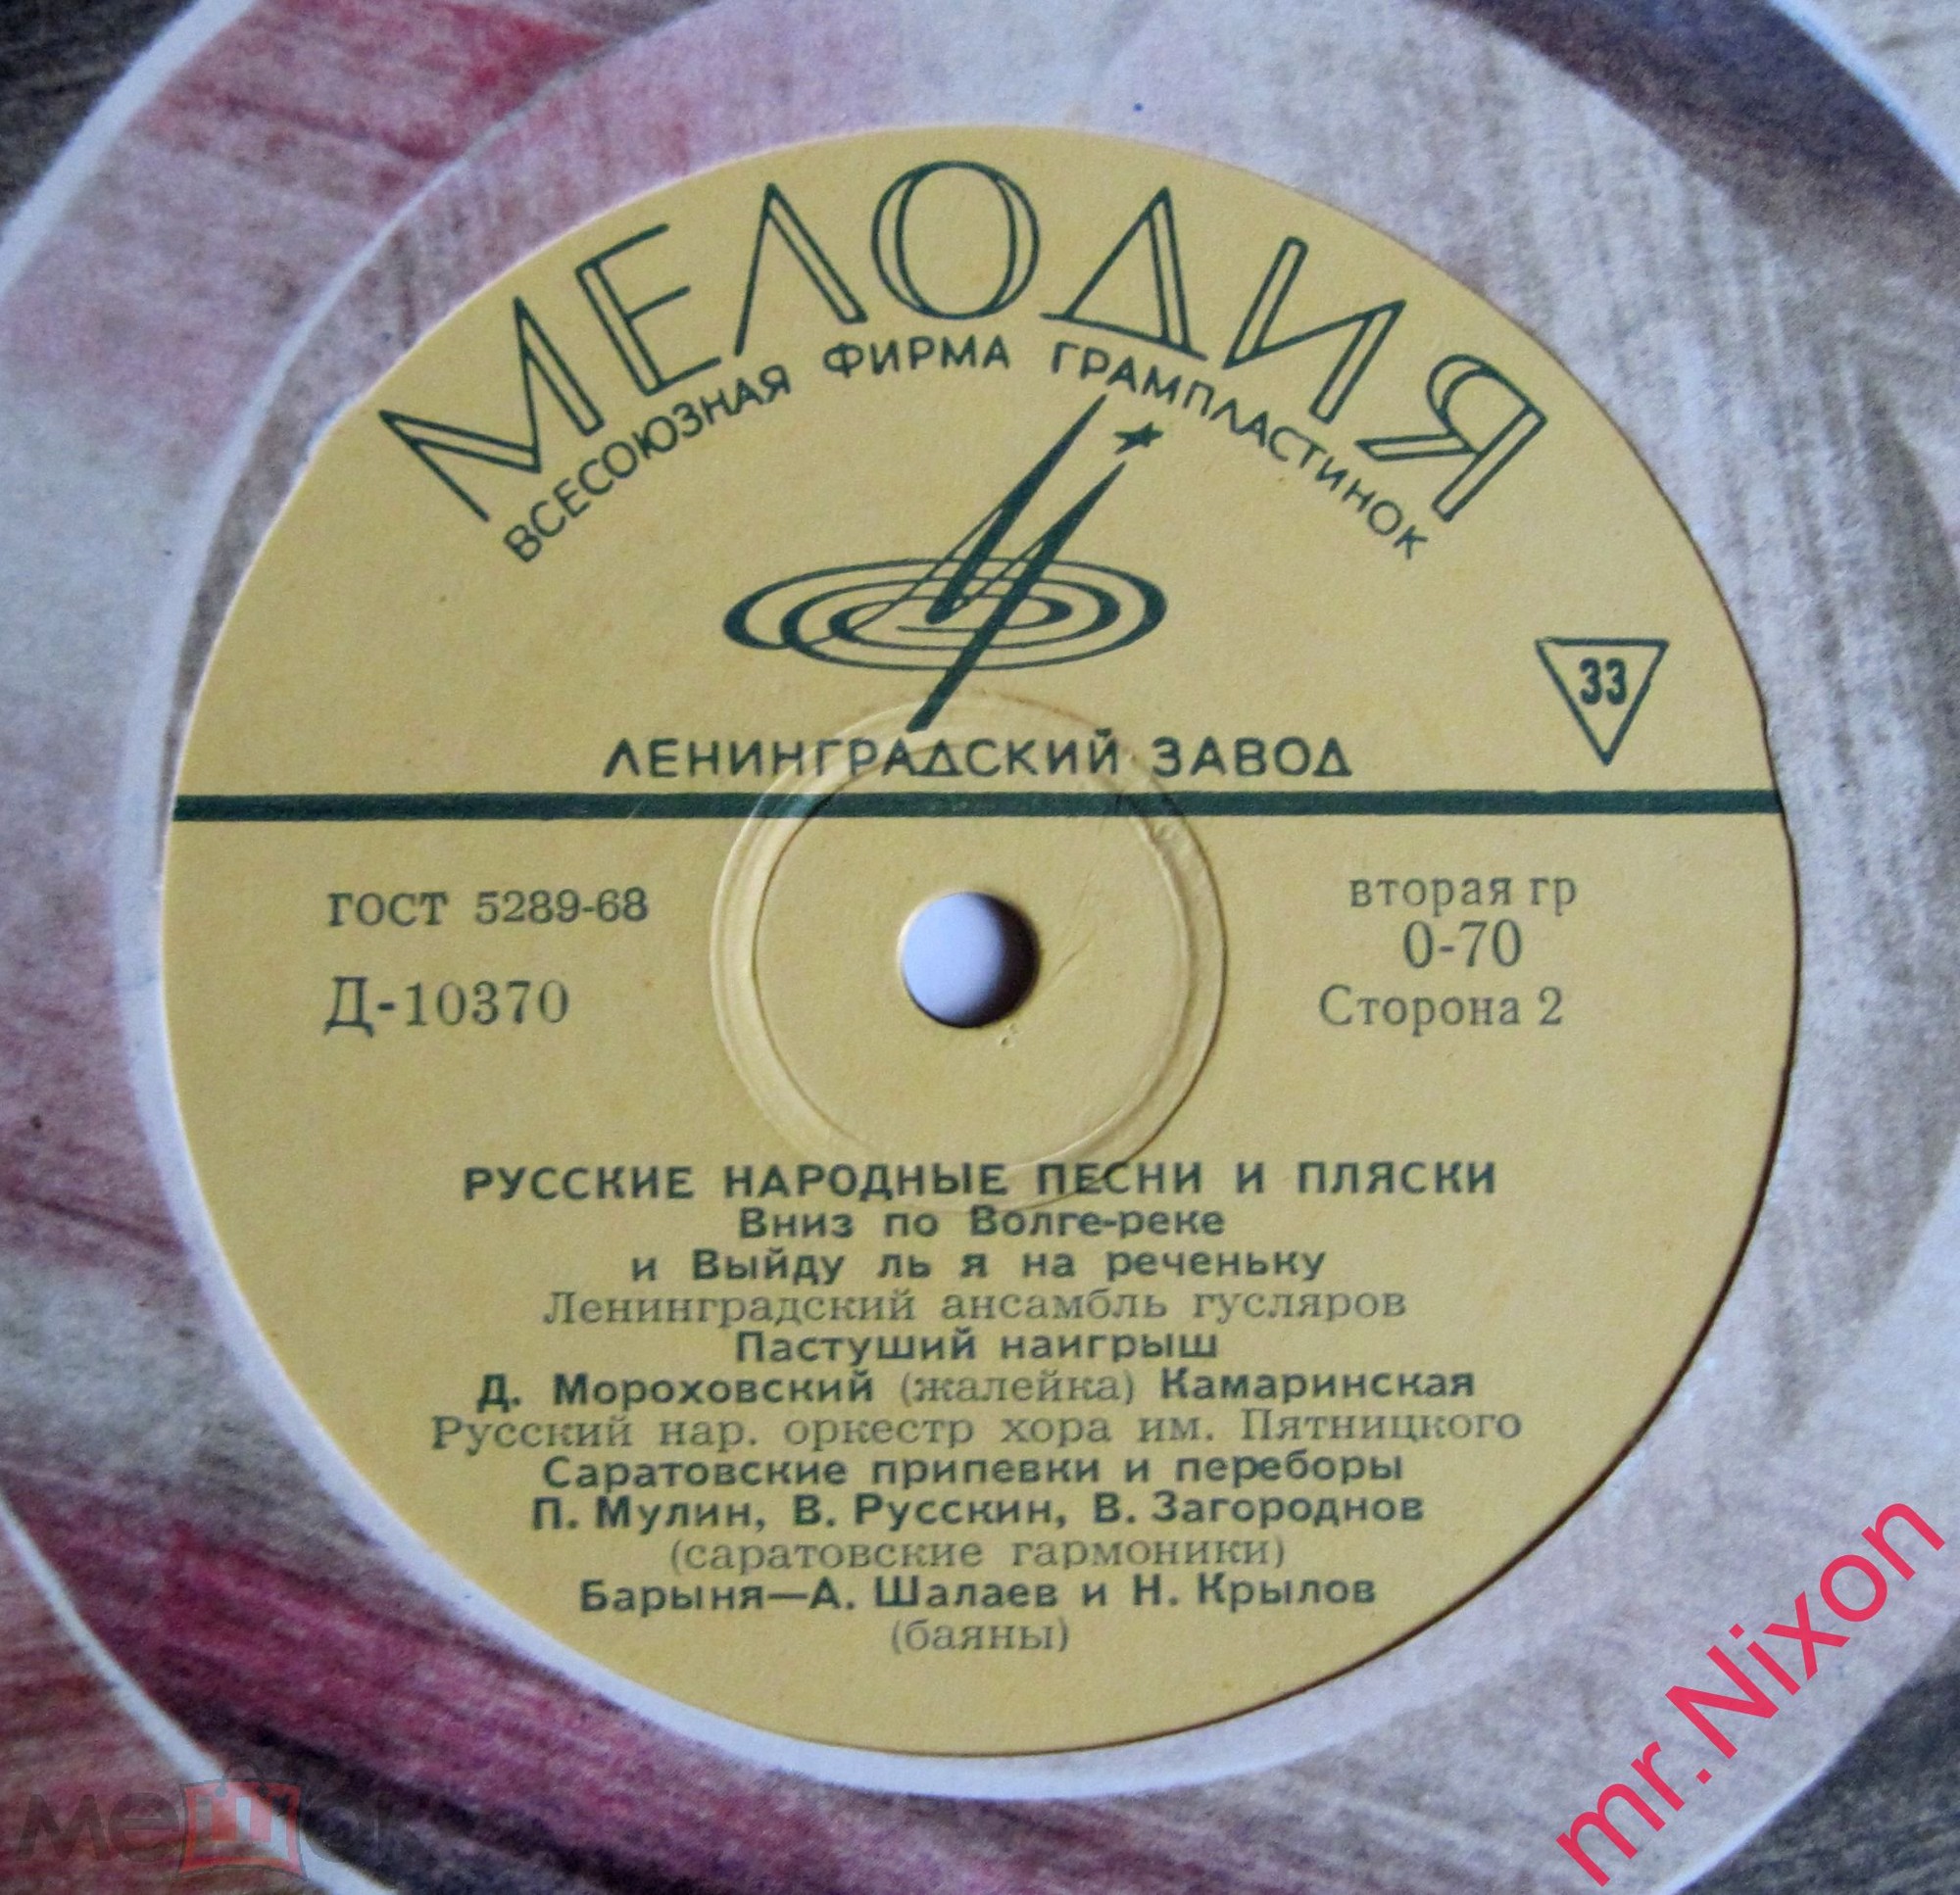 МЕЛОДИЯ
ВСЕСОЮЗНАЯ ФИРМА ГРАМПЛАСТИНОК
33
ЛЕНИНГРАДСКИЙ ЗАВОД
ГОСТ 5289-68
Д-10370
вторая гр
0-70
Сторона 2
РУССКИЕ НАРОДНЫЕ ПЕСНИ И ПЛЯСКИ
Вниз по Волге-реке
и Выйду ль я на реченьку
Ленинградский ансамбль гусляров
Пастуший наигрыш
Д. Мороховский (жалейка) Камаринская
Русский нар. оркестр хора им. Пятницкого
Саратовские припевки и переборы
П. Мулин, В. Русскин, В. Загороднов
(саратовские гармоники)
Барыня—А. Шалаев и Н. Крылов
(баяны)
mr.Nixon
мешок